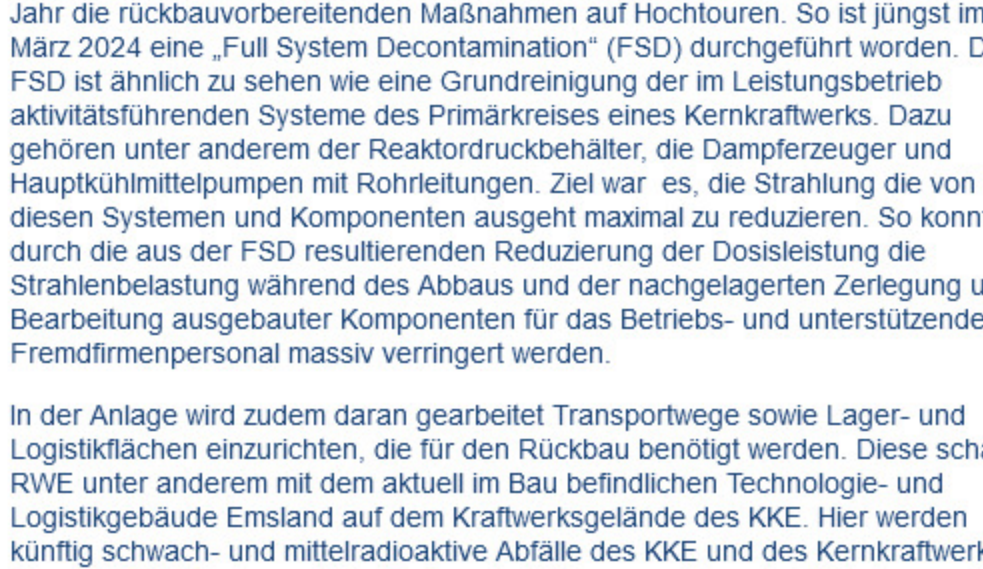 Jahr die rückbauvorbereitenden Maßnahmen auf Hochtouren. So ist jüngst im
März 2024 eine „Full System Decontamination“ (FSD) durchgeführt worden.
FSD ist ähnlich zu sehen wie eine Grundreinigung der im Leistungsbetrieb
aktivitätsführenden Systeme des Primärkreises eines Kernkraftwerks. Dazu
gehören unter anderem der Reaktordruckbehälter, die Dampferzeuger und
Hauptkühlmittelpumpen mit Rohrleitungen. Ziel war  es, die Strahlung die von
diesen Systemen und Komponenten ausgeht maximal zu reduzieren. So
durch die aus der FSD resultierenden Reduzierung der Dosisleistung die
Strahlenbelastung während des Abbaus und der nachgelagerten Zerlegung
Bearbeitung ausgebauter Komponenten für das Betriebs- und unterstützende
Fremdfirmenpersonal massiv verringert werden.
In der Anlage wird zudem daran gearbeitet Transportwege sowie Lager- und
Logistikflächen einzurichten, die für den Rückbau benötigt werden. Diese
RWE unter anderem mit dem aktuell im Bau befindlichen Technologie- und
Logistikgebäude Emsland auf dem Kraftwerksgelände des KKE. Hier werden
künftig schwach- und mittelradioaktive Abfälle des KKE und des